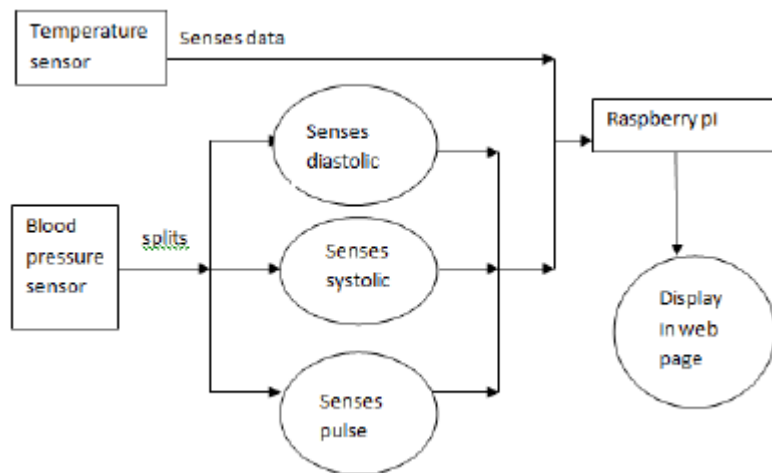 Temperature
sensor
Senses data
Senses
diastolic
Raspberry pi
Blood
pressure
sensor
splits
Senses
systolic
Display
in web
page
Senses
pulse